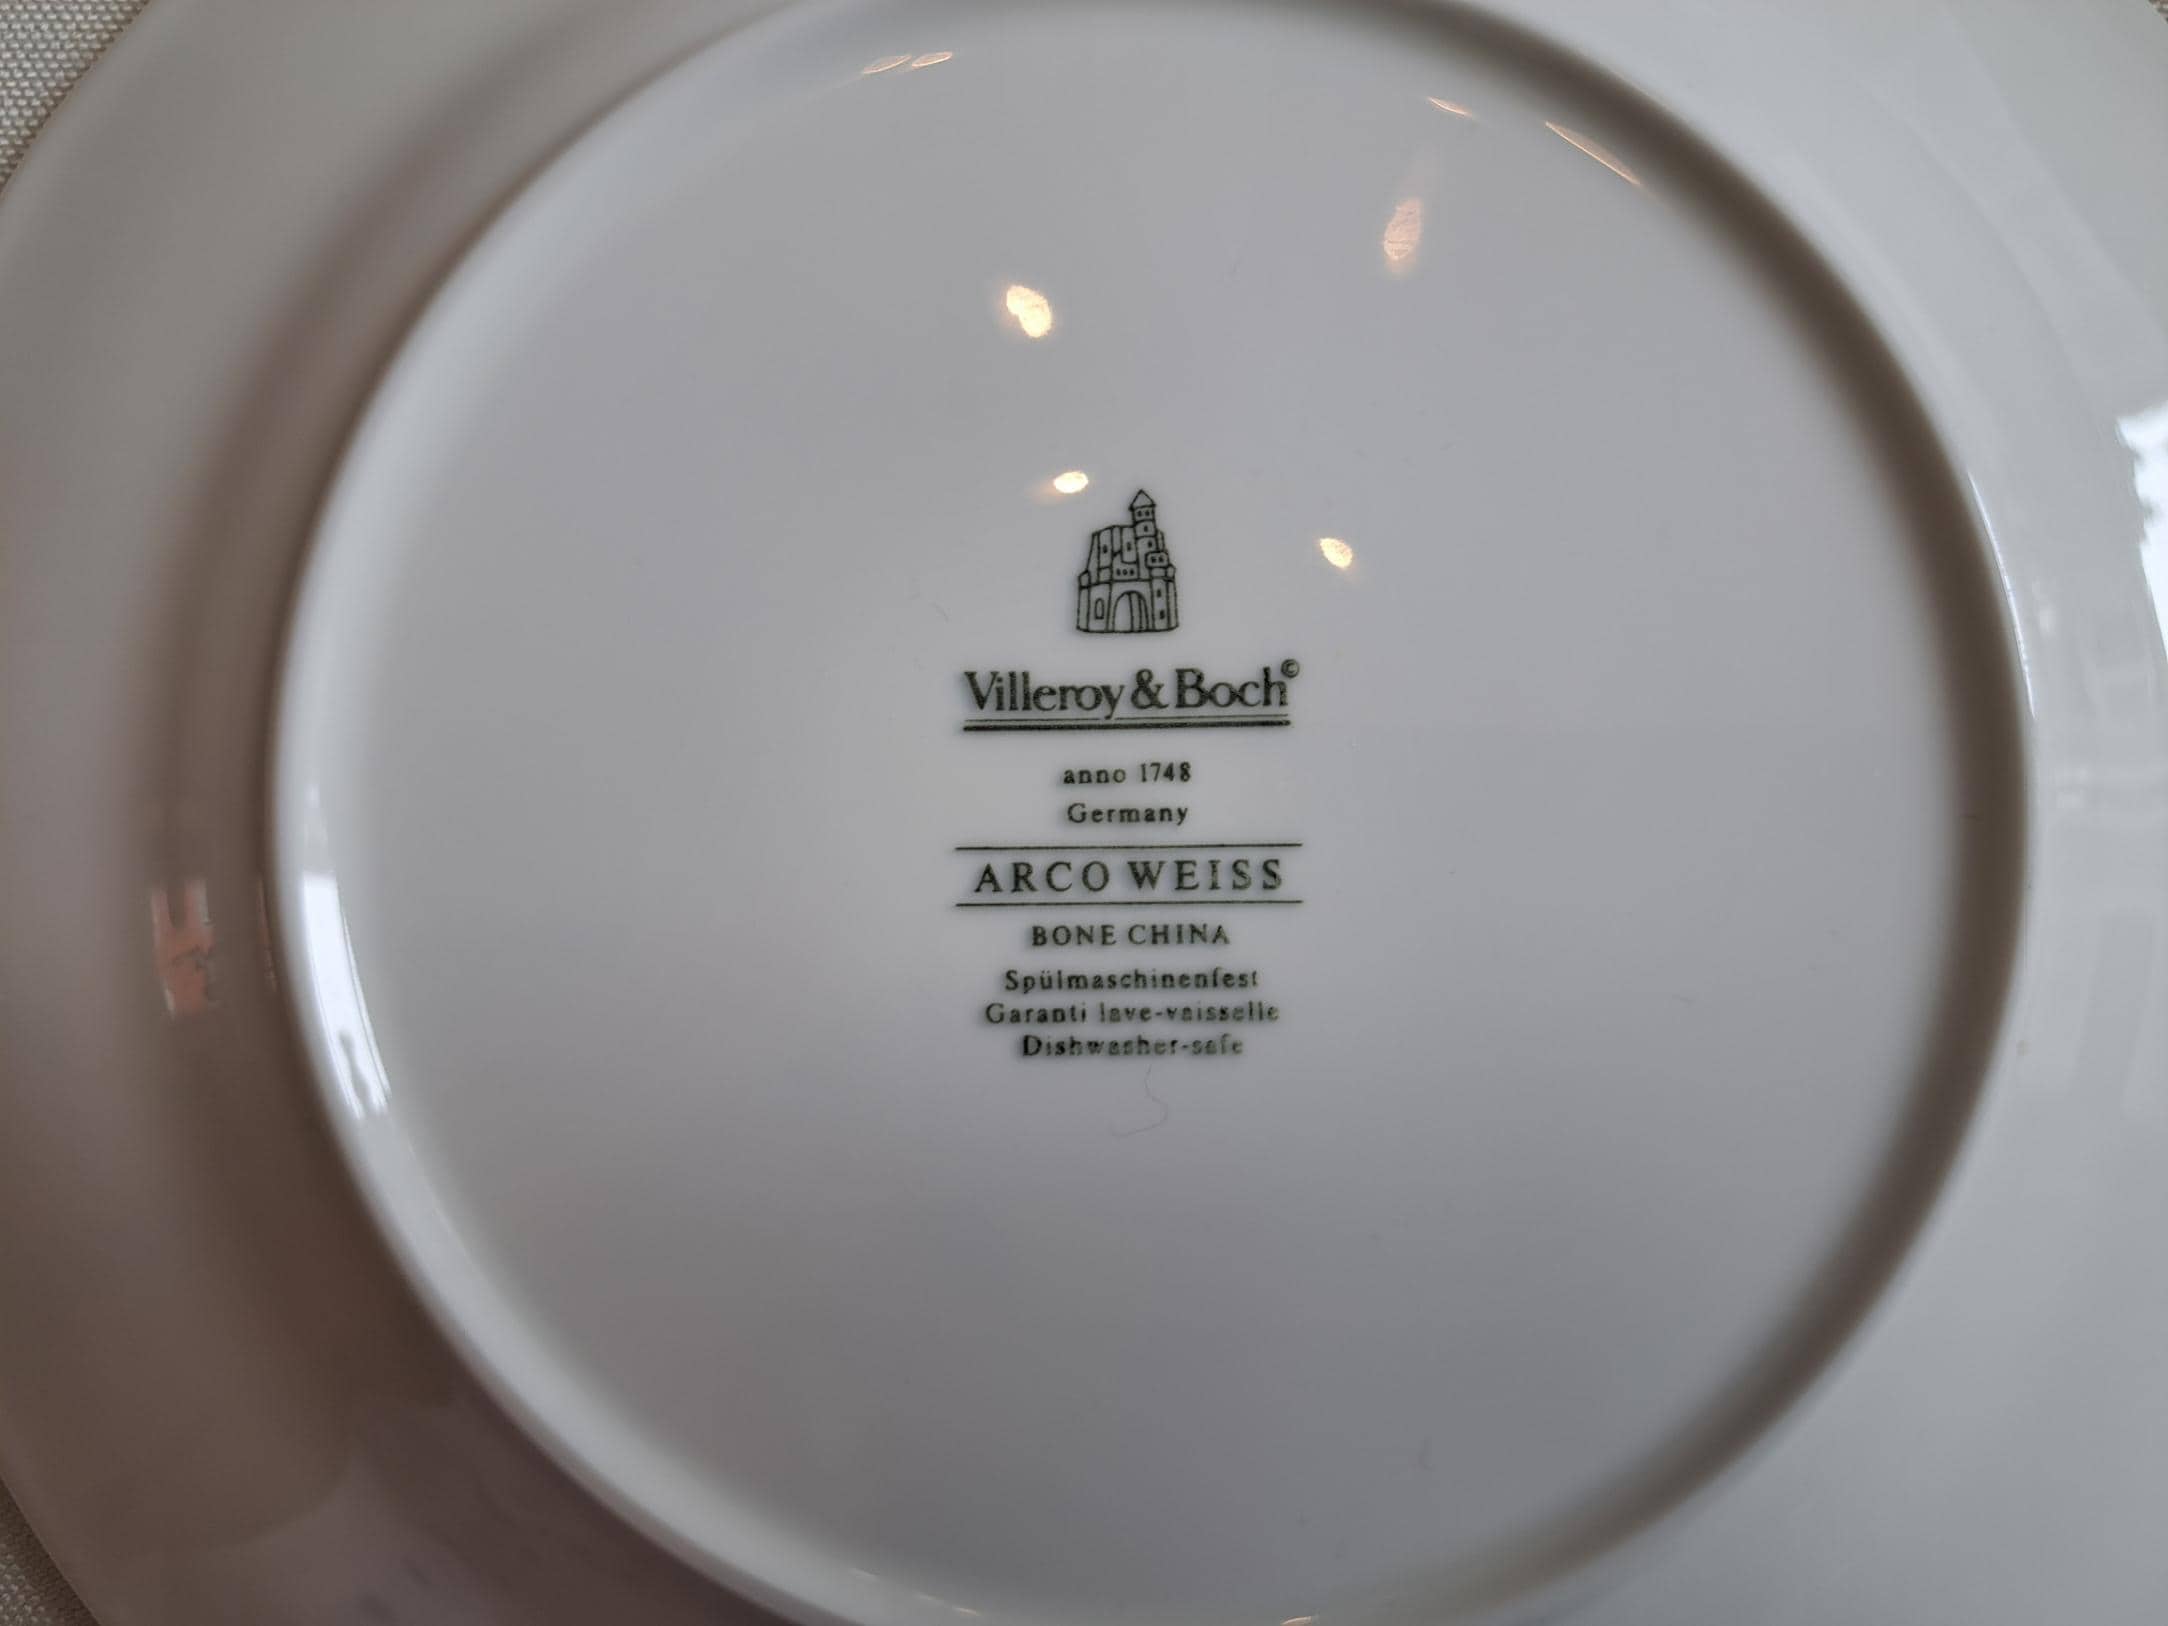 Villeroy & Boch©
anno 1748
Germany
ARCO WEISS
BONE CHINA
Spülmaschinenfest
Garanti lave-vaisselle
Dishwasher-safe